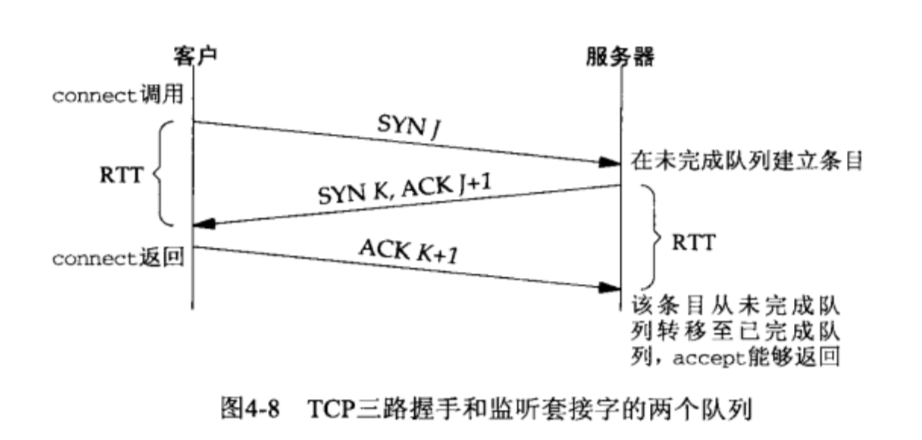 客户
服务器
connect调用
SYN J
RTT
在未完成队列建立条目
SYN K, ACK J+1
RTT
connect返回
ACK K+1
该条目从未完成队
列转移至已完成队
列，accept能够返回
图4-8 TCP三路握手和监听套接字的两个队列